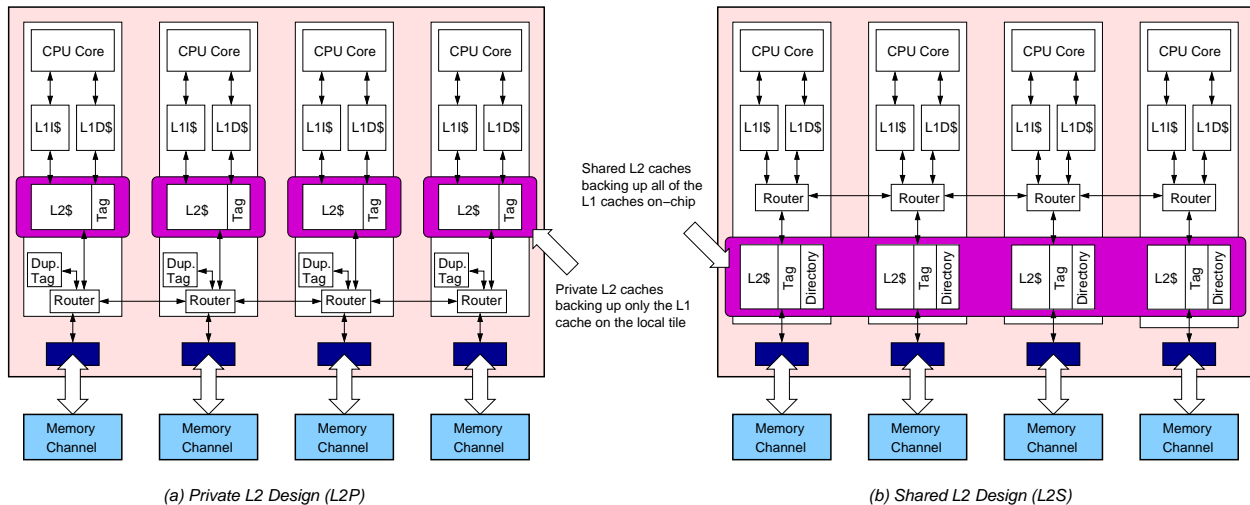 CPU Core
CPU Core
CPU Core
CPU Core
L1I$ L1D$
L1I$ L1D$
L1I$ L1D$
L1I$ L1D$
L2$ Tag
L2$ Tag
L2$ Tag
L2$ Tag
Dup.
Tag
Dup.
Tag
Dup.
Tag
Dup.
Tag
Router
Router
Router
Router
Memory
Channel
Memory
Channel
Memory
Channel
Memory
Channel
(a) Private L2 Design (L2P)
Private L2 caches
backing up only the L1
cache on the local tile
Shared L2 caches
backing up all of the
L1 caches on−chip
CPU Core
CPU Core
CPU Core
CPU Core
L1I$ L1D$
L1I$ L1D$
L1I$ L1D$
L1I$ L1D$
Router
Router
Router
Router
L2$ Tag Directory
L2$ Tag Directory
L2$ Tag Directory
L2$ Tag Directory
Memory
Channel
Memory
Channel
Memory
Channel
Memory
Channel
(b) Shared L2 Design (L2S)